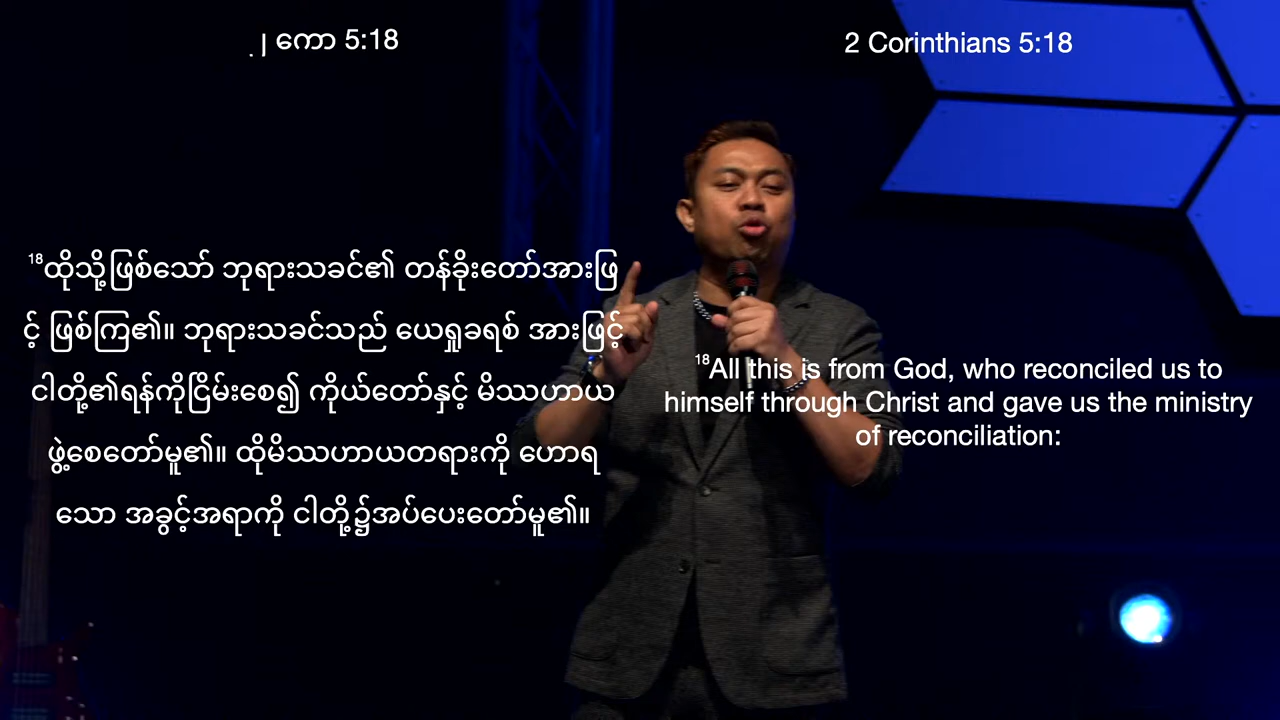 ၂ ကော 5:18
18ထိုသို့ဖြစ်သော် ဘုရားသခင်၏ တန်ခိုးတော်အားဖြ
င့် ဖြစ်ကြ၏။ ဘုရားသခင်သည် ယေရှုခရစ် အားဖြင့်
ငါတို့၏ရန်ကိုငြိမ်းစေ၍ ကိုယ်တော်နှင့် မိဿဟာယ
ဖွဲ့စေတော်မူ၏။ ထိုမိဿဟာယတရားကို ဟောရ
သော အခွင့်အရာကို ငါတို့၌အပ်ပေးတော်မူ၏။
2 Corinthians 5:18
18All this is from God, who reconciled us to
himself through Christ and gave us the ministry
of reconciliation: